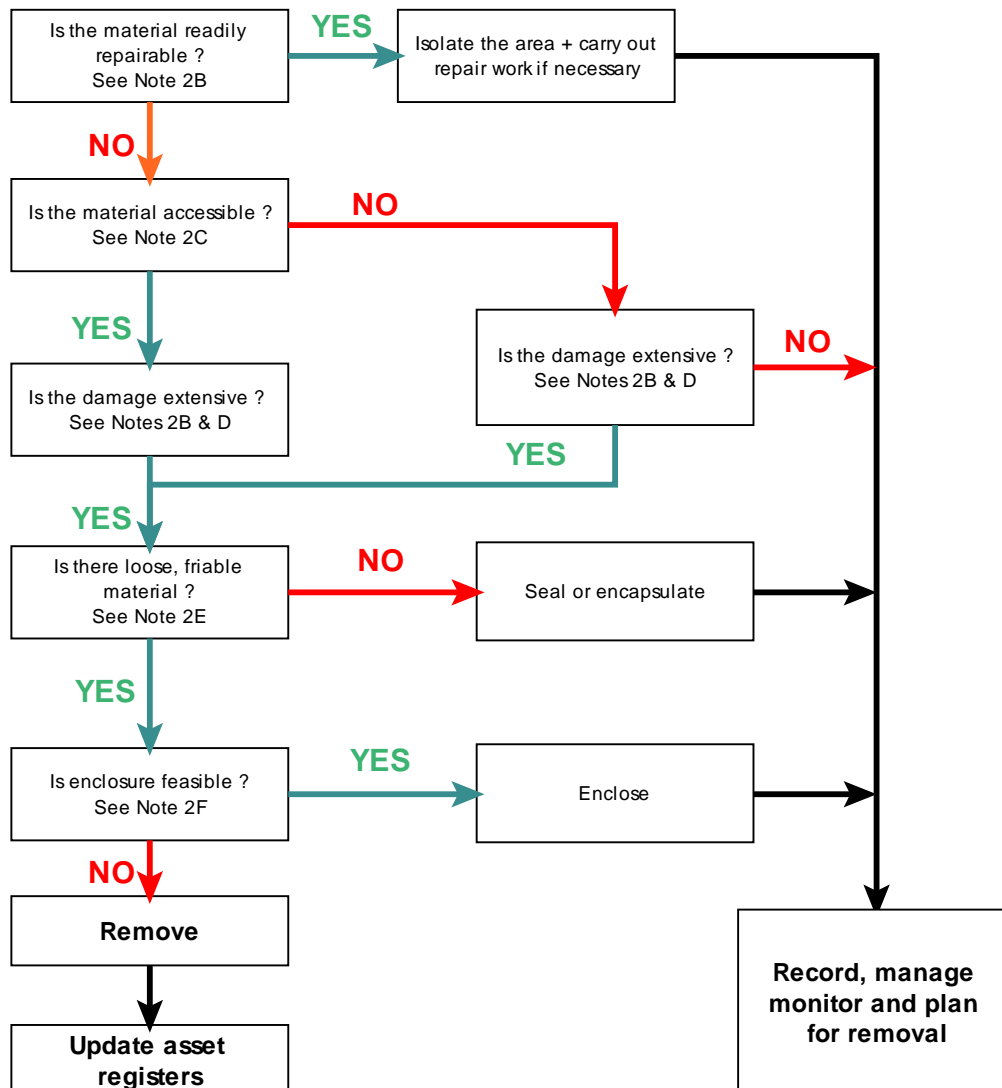 Is the material readily
repairable ?
See Note 2B
YES
Isolate the area + carry out
repair work if necessary
NO
Is the material accessible ?
See Note 2C
NO
YES
Is the damage extensive ?
See Notes 2B & D
NO
Is the damage extensive ?
See Notes 2B & D
YES
YES
Is there loose, friable
material ?
See Note 2E
NO
Seal or encapsulate
YES
Is enclosure feasible ?
See Note 2F
YES
Enclose
NO
Remove
Record, manage
monitor and plan
for removal
Update asset
registers